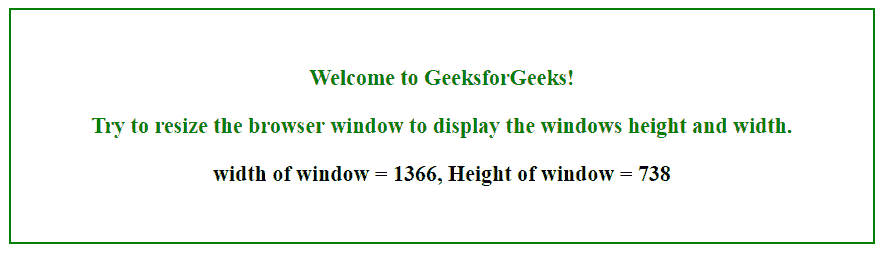 Welcome to GeeksforGeeks!
Try to resize the browser window to display the windows height and width.
width of window = 1366, Height of window = 738